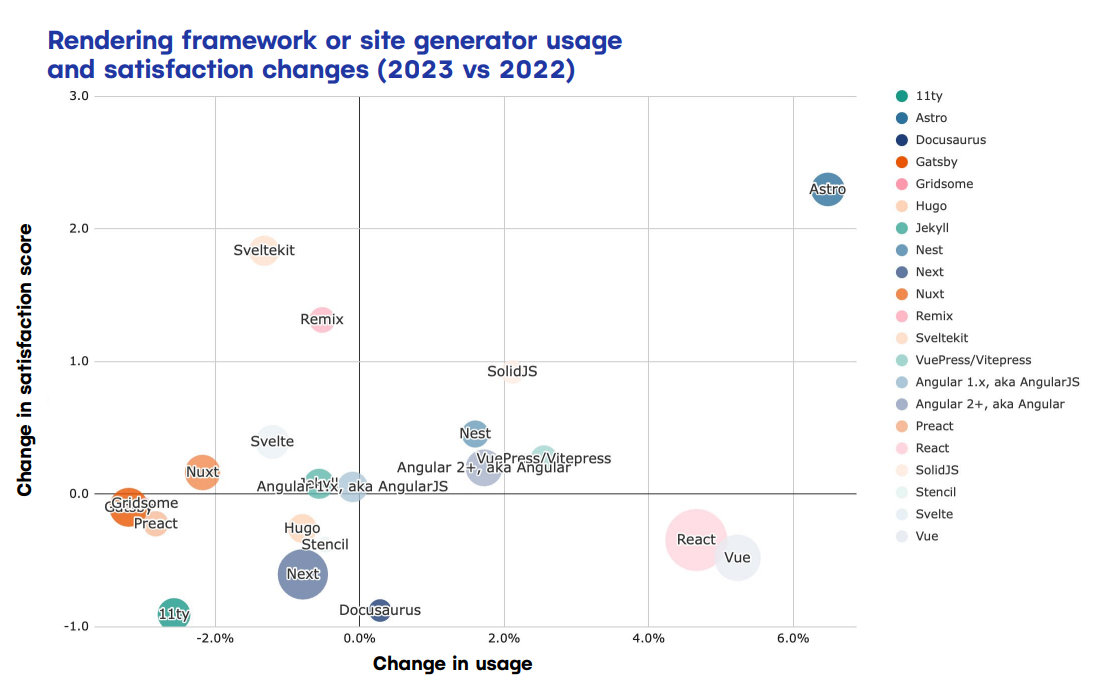 Rendering framework or site generator usage
and satisfaction changes (2023 vs 2022)
Change in satisfaction score
3.0
2.0
1.0
0.0
-1.0
Astro
Sveltekit
Remix
SolidJS
Nest
Svelte
VuePress/Vitepress
Angular 2+, aka Angular
Nuxt
Jekyll
Angular 1.x, aka AngularJS
Gridsome
Gatsby
Preact
Hugo
Stencil
React
Vue
Next
Docusaurus
11ty
-2.0%
0.0%
2.0%
4.0%
6.0%
Change in usage
11ty
Astro
Docusaurus
Gatsby
Gridsome
Hugo
Jekyll
Nest
Next
Nuxt
Remix
Sveltekit
VuePress/Vitepress
Angular 1.x, aka AngularJS
Angular 2+, aka Angular
Preact
React
SolidJS
Stencil
Svelte
Vue